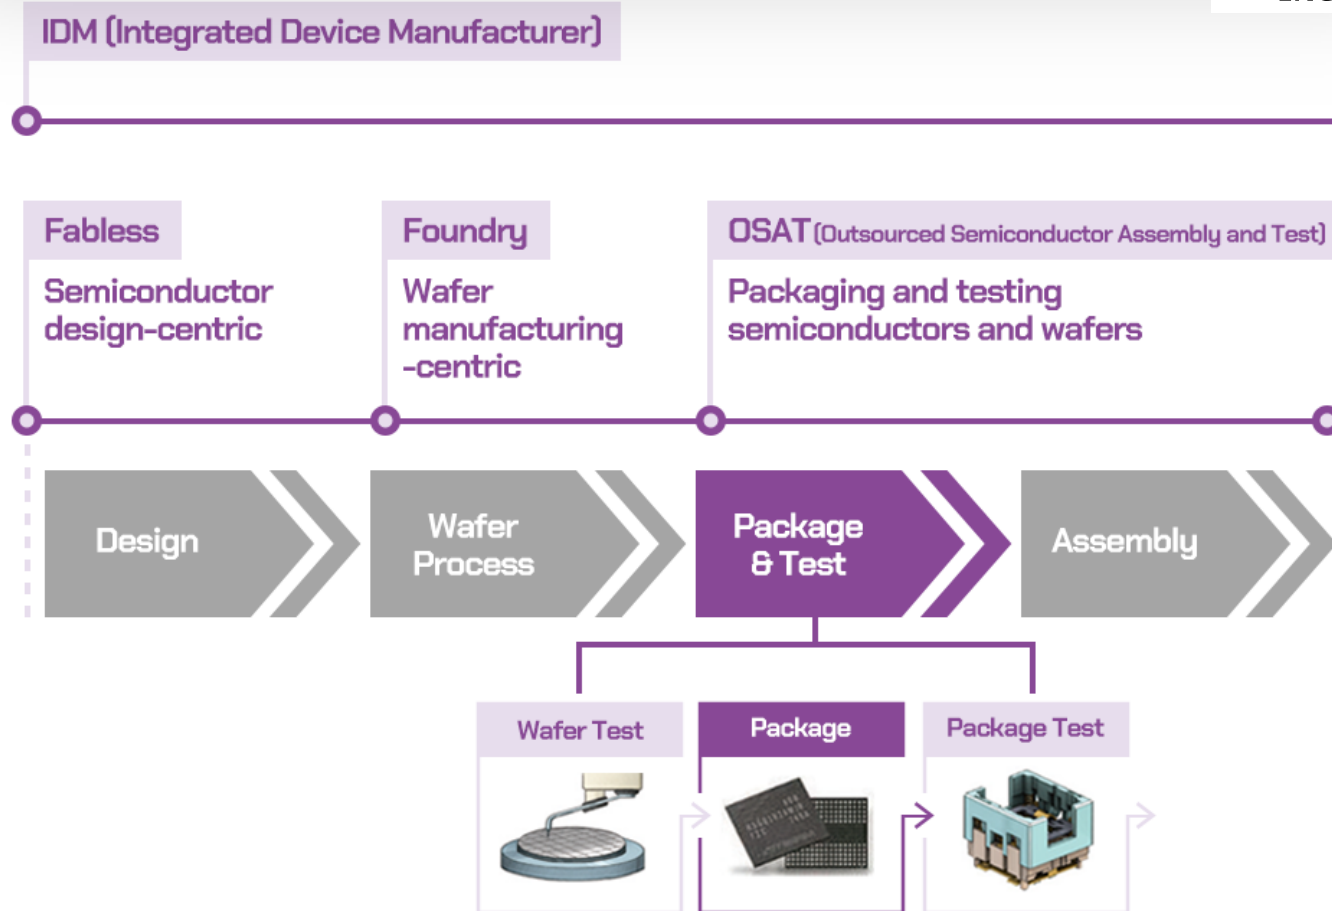 IDM (Integrated Device Manufacturer)
Fabless
Semiconductor
design-centric
Foundry
Wafer
manufacturing
-centric
OSAT (Outsourced Semiconductor Assembly and Test)
Packaging and testing
semiconductors and wafers
Design
Wafer
Process
Package
& Test
Assembly
Wafer Test
Package
Package Test